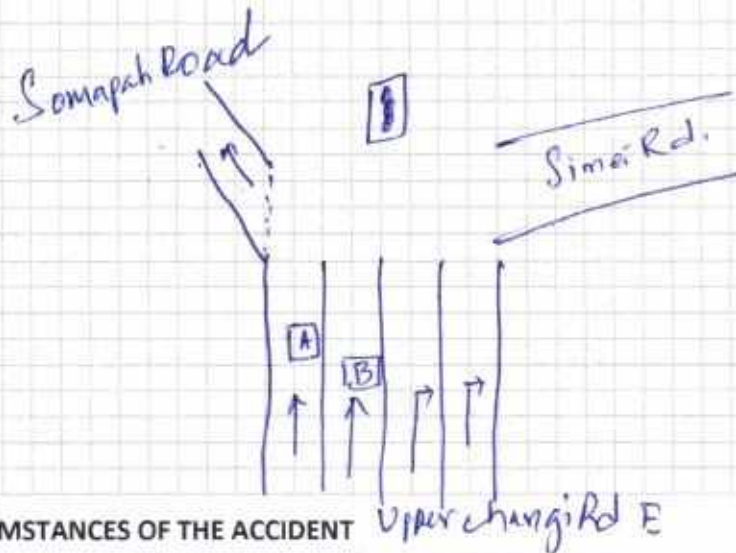 Somapah Road
Simei Rd.
A
B
Upper changi Rd E
MSTANCES OF THE ACCIDENT